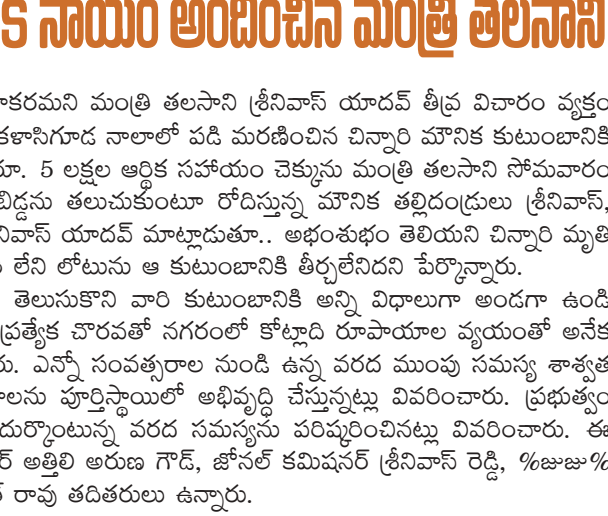 క సాయం అందించిన మంత్రి తలసాని
కరమని మంత్రి తలసాని శ్రీనివాస్ యాదవ్ తీవ్ర విచారం వ్యక్తం
కళాసిగూడ నాలాలో పడి మరణించిన చిన్నారి మౌనిక కుటుంబానికి
రూ. 5 లక్షల ఆర్థిక సహాయం చెక్కును మంత్రి తలసాని సోమవారం
బిడ్డను తలుచుకుంటూ రోదిస్తున్న మౌనిక తల్లిదండ్రులు శ్రీనివాస్,
నివాస్ యాదవ్ మాట్లాడుతూ.. అభంశుభం తెలియని చిన్నారి మృతి
లేని లోటును ఆ కుటుంబానికి తీర్చలేనిదని పేర్కొన్నారు.
తెలుసుకొని వారి కుటుంబానికి అన్ని విధాలుగా అండగా ఉండి
ప్రత్యేక చొరవతో నగరంలో కోట్లాది రూపాయాల వ్యయంతో అనేక
రు. ఎన్నో సంవత్సరాల నుండి ఉన్న వరద ముంపు సమస్య శాశ్వత
లను పూర్తిస్థాయిలో అభివృద్ధి చేస్తున్నట్లు వివరించారు. ప్రభుత్వం
దుర్కొంటున్న వరద సమస్యను పరిష్కరించినట్లు వివరించారు. ఈ
ర్ అత్తిలి అరుణ గౌడ్, జోనల్ కమిషనర్ శ్రీనివాస్ రెడ్డి, %జుజు%
రావు తదితరులు ఉన్నారు.